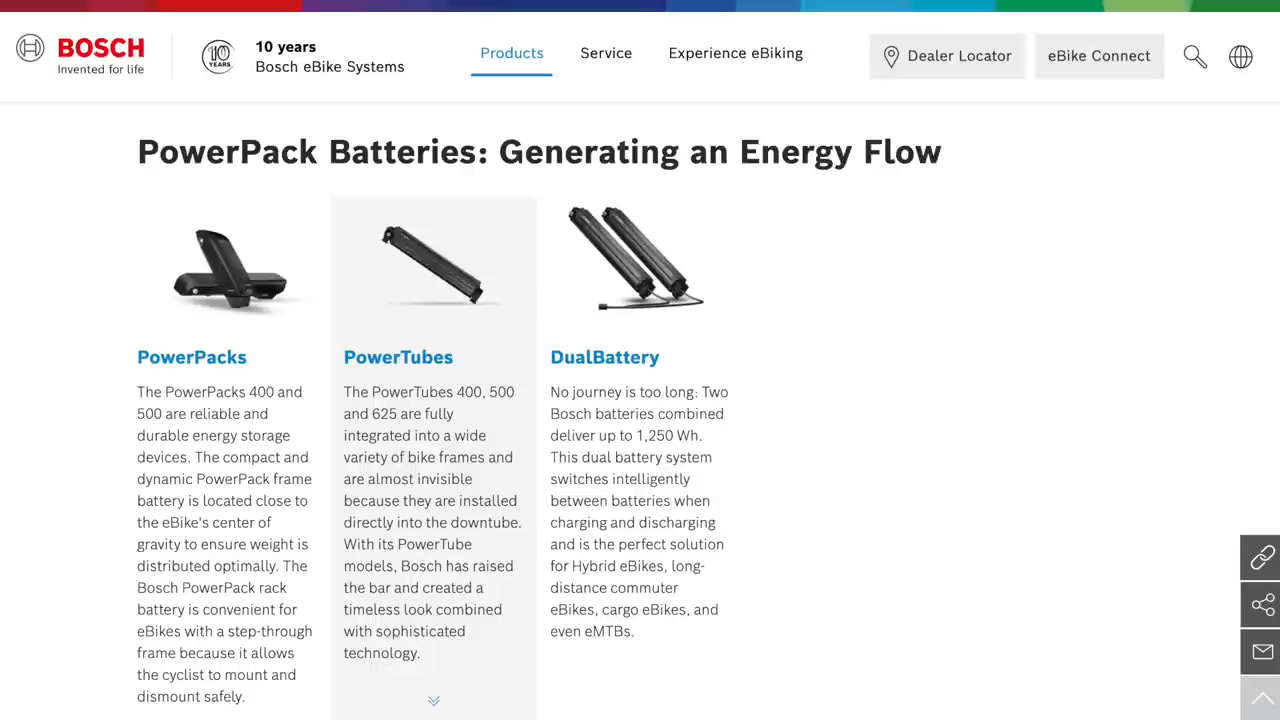 BOSCH
Invented for life
10
YEARS
10 years
Bosch eBike Systems
Products
Service
Experience eBiking
Dealer Locator
eBike Connect
PowerPack Batteries: Generating an Energy Flow
PowerPacks
The PowerPacks 400 and
500 are reliable and
durable energy storage
devices. The compact and
dynamic PowerPack frame
battery is located close to
the eBike's center of
gravity to ensure weight is
distributed optimally. The
Bosch PowerPack rack
battery is convenient for
eBikes with a step-through
frame because it allows
the cyclist to mount and
dismount safely.
PowerTubes
The PowerTubes 400, 500
and 625 are fully
integrated into a wide
variety of bike frames and
are almost invisible
because they are installed
directly into the downtube.
With its PowerTube
models, Bosch has raised
the bar and created a
timeless look combined
with sophisticated
technology.
DualBattery
No journey is too long: Two
Bosch batteries combined
deliver up to 1,250 Wh.
This dual battery system
switches intelligently
between batteries when
charging and discharging
and is the perfect solution
for Hybrid eBikes, long-
distance commuter
eBikes, cargo eBikes, and
even eMTBs.